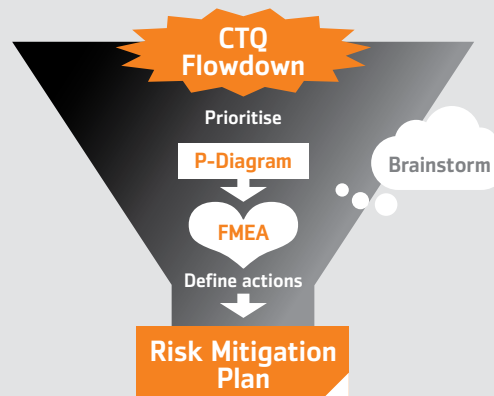 CTQ
Flowdown
Prioritise
P-Diagram
Brainstorm
FMEA
Define actions
Risk Mitigation
Plan